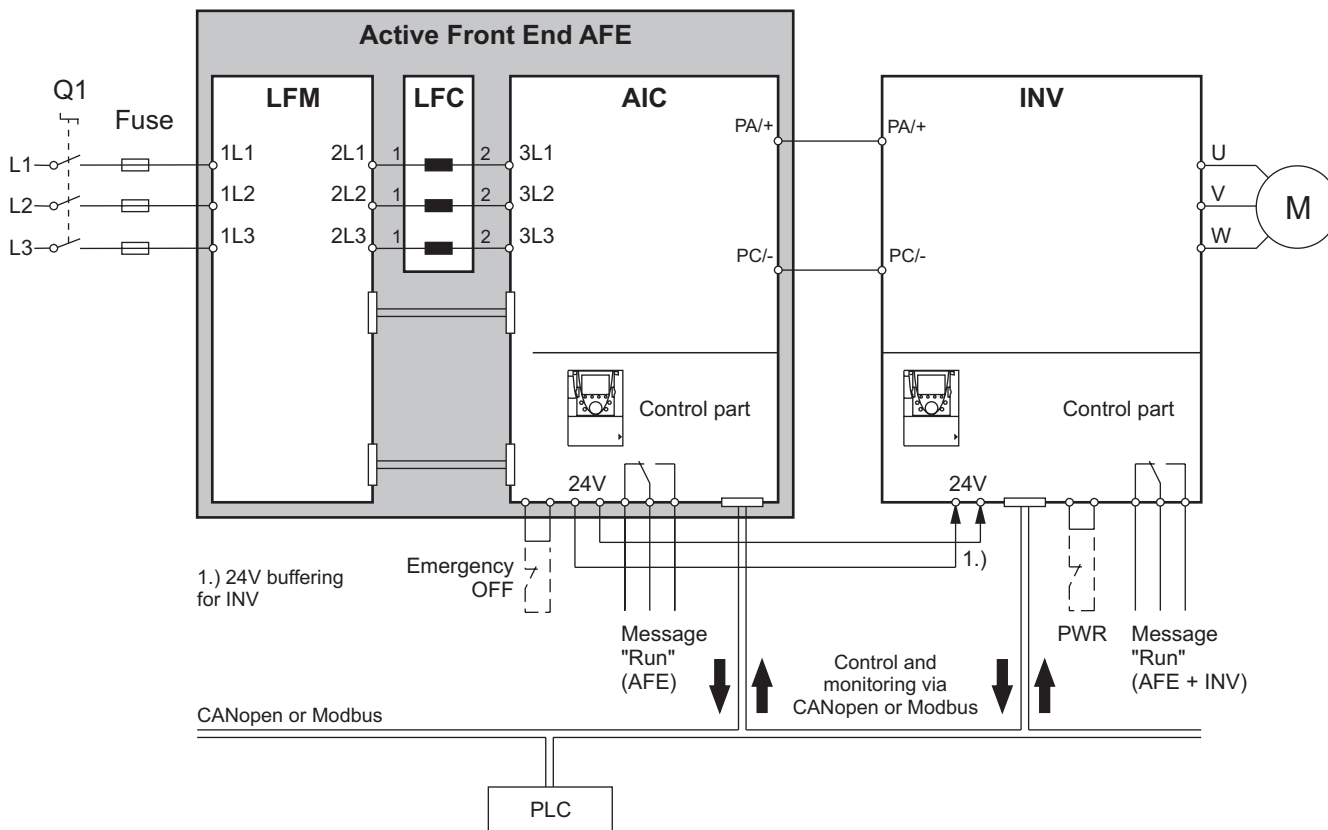 Active Front End AFE
Q1
Fuse
LFM
LFC
AIC
INV
PA/+
PA/+
L1
1L1
2L1
1
2
3L1
U
L2
1L2
2L2
1
2
3L2
V
M
L3
1L3
2L3
1
2
3L3
W
PC/-
PC/-
Control part
Control part
24V
24V
1.) 24V buffering
for INV
Emergency
OFF
1.)
Message
"Run"
(AFE)
Control and
monitoring via
CANopen or Modbus
PWR
Message
"Run"
(AFE + INV)
CANopen or Modbus
PLC